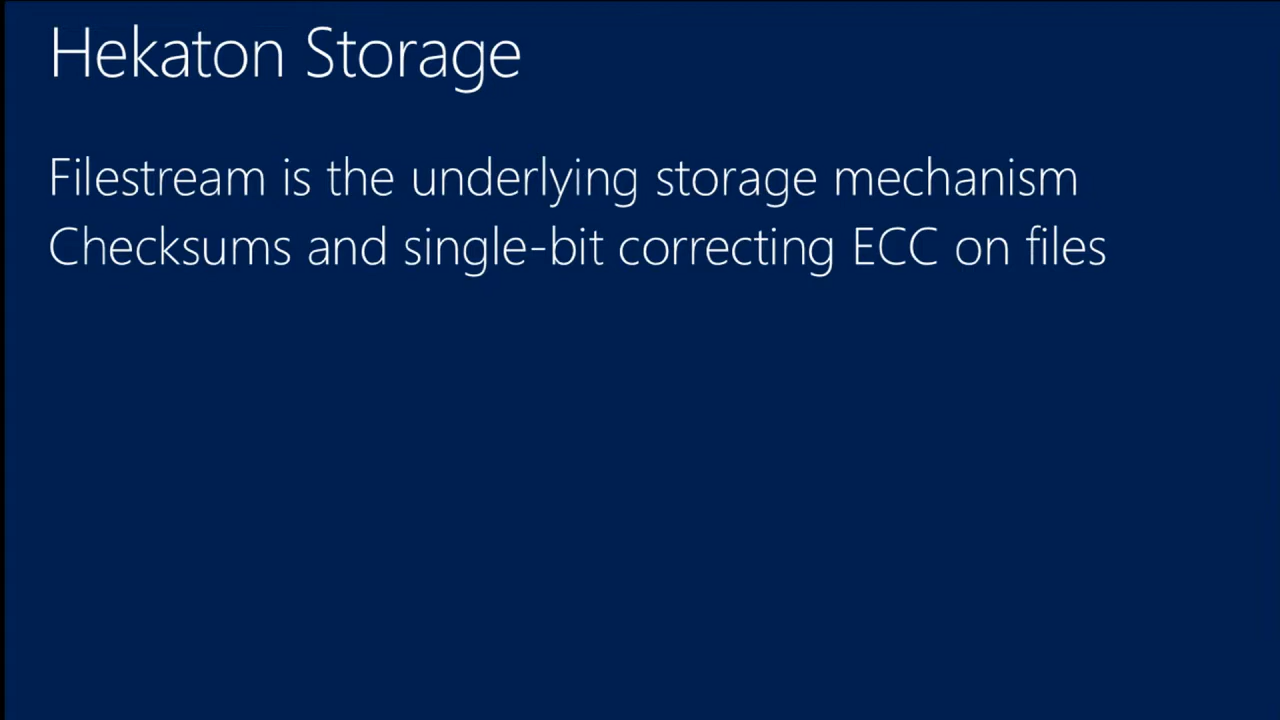 Hekaton Storage
Filestream is the underlying storage mechanism
Checksums and single-bit correcting ECC on files